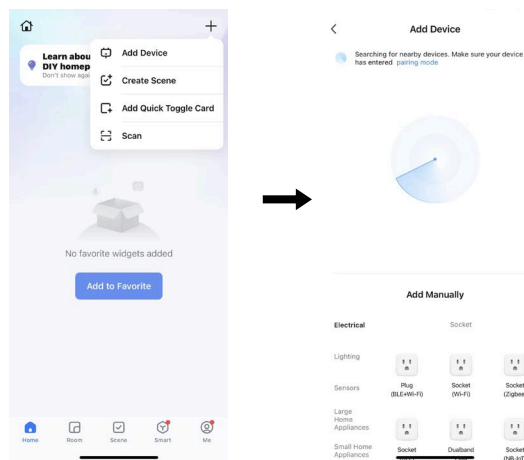 Learn abou
DIY homep
Don't show agai
Add Device
Create Scene
Add Quick Toggle Card
Scan
No favorite widgets added
Add to Favorite
Home
Room
Scene
Smart
Me
Add Device
Searching for nearby devices. Make sure your device
has entered pairing mode
Add Manually
Electrical
Socket
Lighting
Sensors
Large
Home
Appliances
Small Home
Appliances
Plug
(BLE+Wi-Fi)
Socket
(Wi-Fi)
Socket
(Zigbee
Socket
Dualband
Socket
(NB-IoT